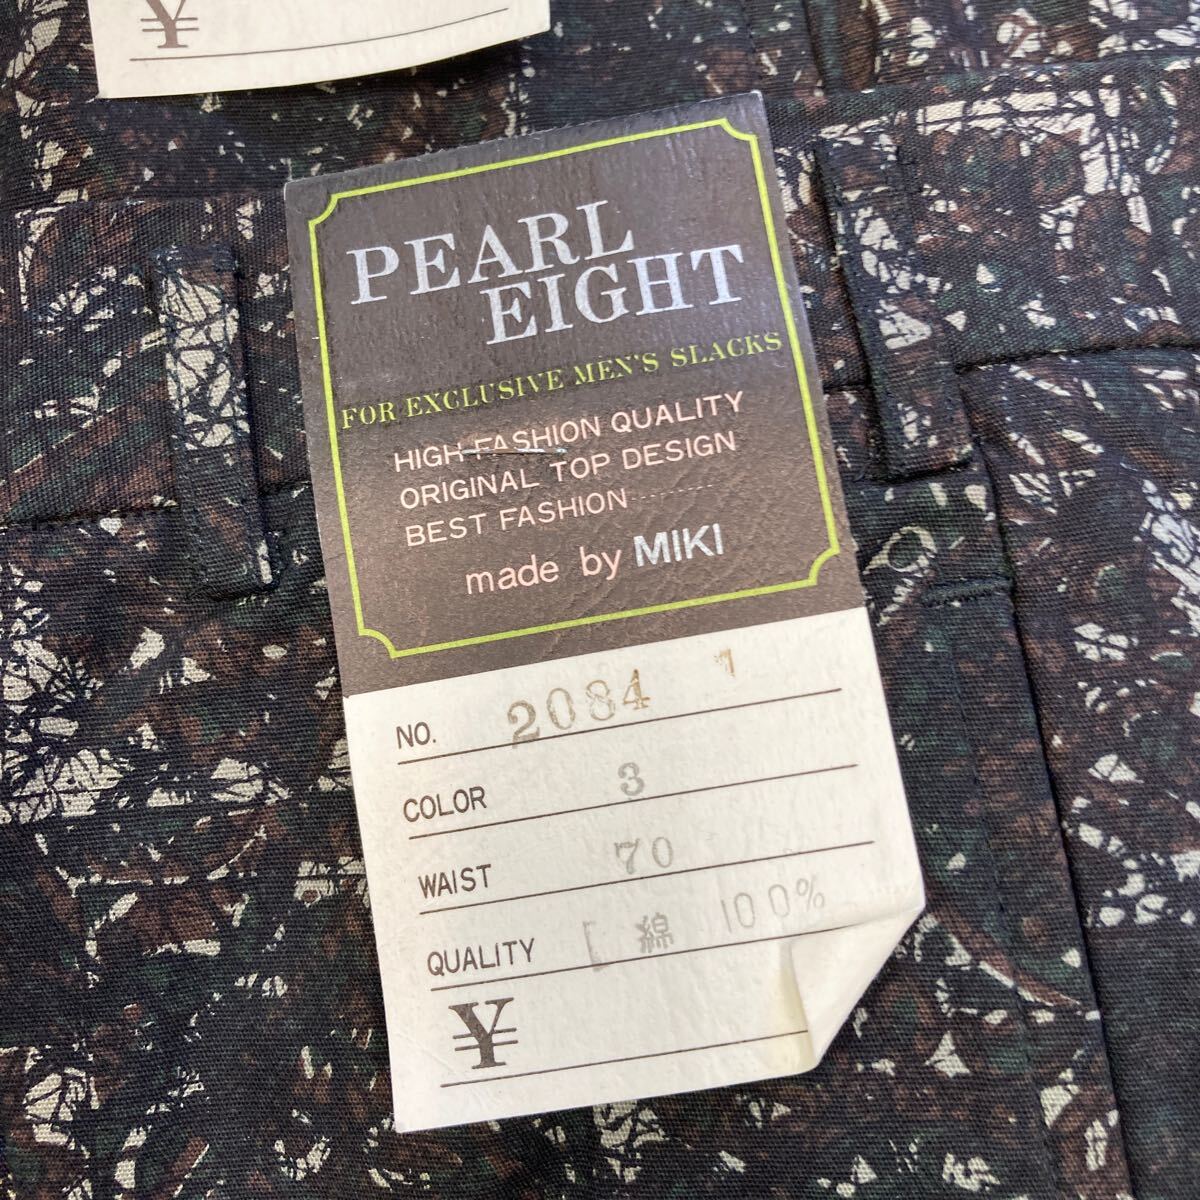 ¥
PEARL
EIGHT
FOR EXCLUSIVE MEN'S SLACKS
HIGH FASHION QUALITY
ORIGINAL TOP DESIGN
BEST FASHION··········
made by MIKI
NO. 2084 1
COLOR 3
WAIST 70
QUALITY [ 綿 100%
¥